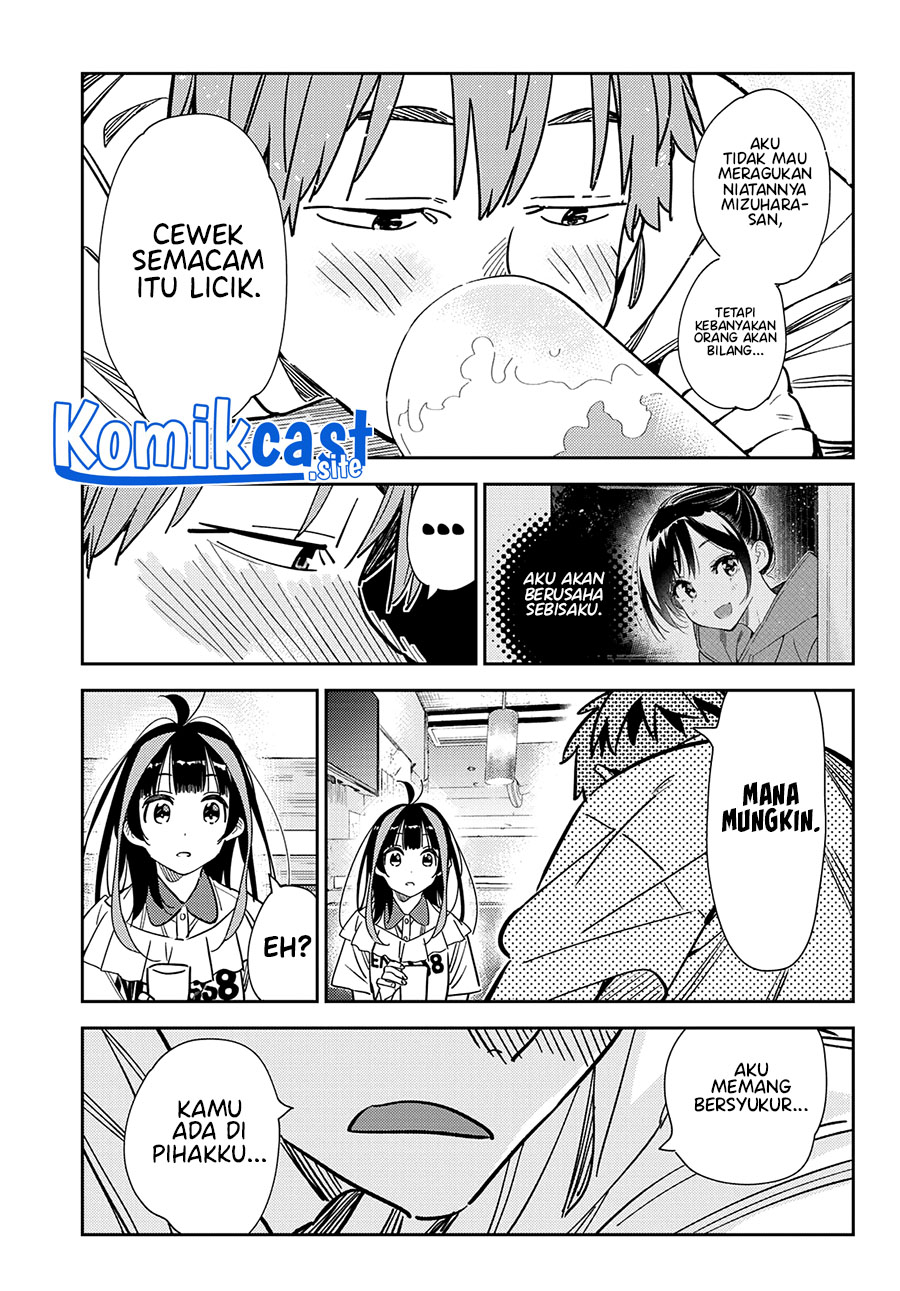 AKU
TIDAK MAU
MERAGUKAN
NIATANNYA
MIZUHARA-
SAN,
TETAPI
KEBANYAKAN
ORANG AKAN
BILANG...
CEWEK
SEMACAM
ITU LICIK.
Komikcast
.site
AKU AKAN
BERUSAHA
SEBISAKU.
...
MANA
MUNGKIN.
EH?
AKU
MEMANG
BERSYUKUR...
KAMU
ADA DI
PIHAKKU...